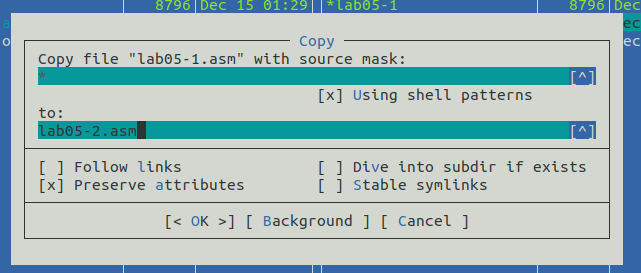 8796 Dec 15 01:29 *lab05-1 8796 Dec
Copy
Copy file "lab05-1.asm" with source mask:
* [^]
[x] Using shell patterns
to:
lab05-2.asm [^]
[ ] Follow links [ ] Dive into subdir if exists
[x] Preserve attributes [ ] Stable symlinks
[< OK >] [ Background ] [ Cancel ]